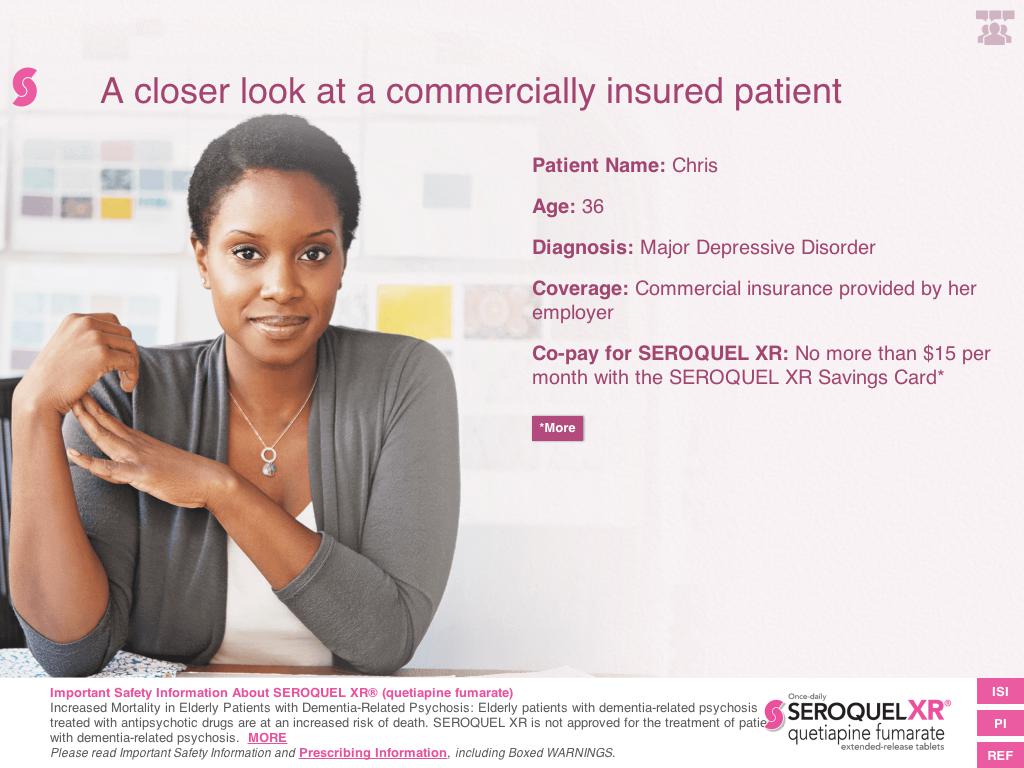 A closer look at a commercially insured patient
Patient Name: Chris
Age: 36
Diagnosis: Major Depressive Disorder
Coverage: Commercial insurance provided by her
employer
Co-pay for SEROQUEL XR: No more than $15 per
month with the SEROQUEL XR Savings Card*
*More
Important Safety Information About SEROQUEL XR® (quetiapine fumarate)
Increased Mortality in Elderly Patients with Dementia-Related Psychosis: Elderly patients with dementia-related psychosis
treated with antipsychotic drugs are at an increased risk of death. SEROQUEL XR is not approved for the treatment of patie
with dementia-related psychosis. MORE
Please read Important Safety Information and Prescribing Information, including Boxed WARNINGS.
Once-daily
SEROQUEL XR®
quetiapine fumarate
extended-release tablets
ISI
PI
REF